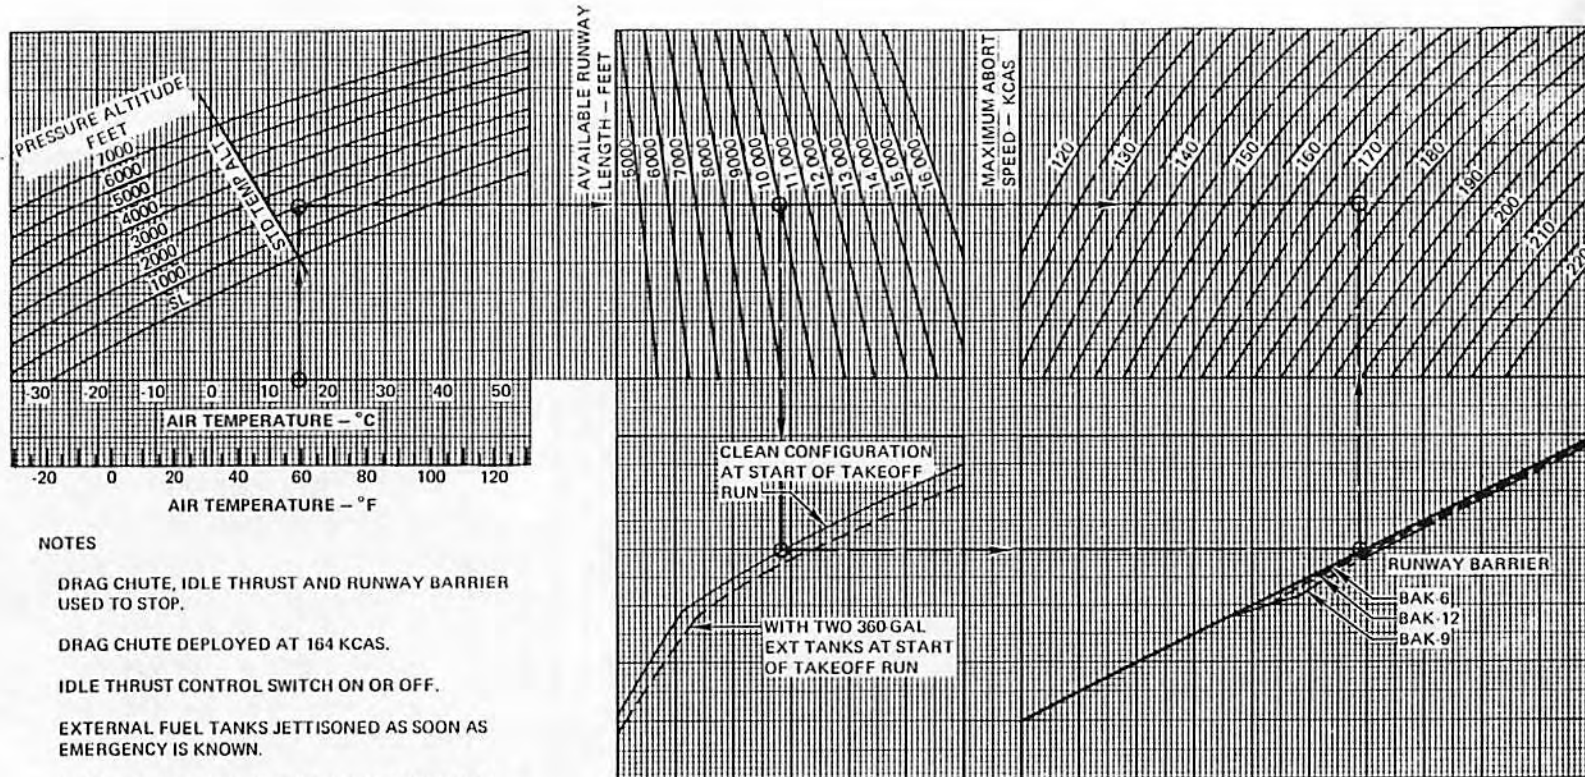 PRESSURE ALTITUDE
FEET
7000
6000
5000
4000
3000
2000
1000
SL
STD TEMP ALT
-30 -20 -10 0 10 20 30 40 50
AIR TEMPERATURE – °C
-20 0 20 40 60 80 100 120
AIR TEMPERATURE – °F
AVAILABLE RUNWAY
LENGTH – FEET
5000
6000
7000
8000
9000
10 000
11 000
12 000
13 000
14 000
15 000
16 000
MAXIMUM ABORT
SPEED – KCAS
120
130
140
150
160
170
180
190
200
210
220
CLEAN CONFIGURATION
AT START OF TAKEOFF
RUN
WITH TWO 360-GAL
EXT TANKS AT START
OF TAKEOFF RUN
RUNWAY BARRIER
BAK-6
BAK-12
BAK-9
NOTES
DRAG CHUTE, IDLE THRUST AND RUNWAY BARRIER
USED TO STOP.
DRAG CHUTE DEPLOYED AT 164 KCAS.
IDLE THRUST CONTROL SWITCH ON OR OFF.
EXTERNAL FUEL TANKS JETTISONED AS SOON AS
EMERGENCY IS KNOWN.